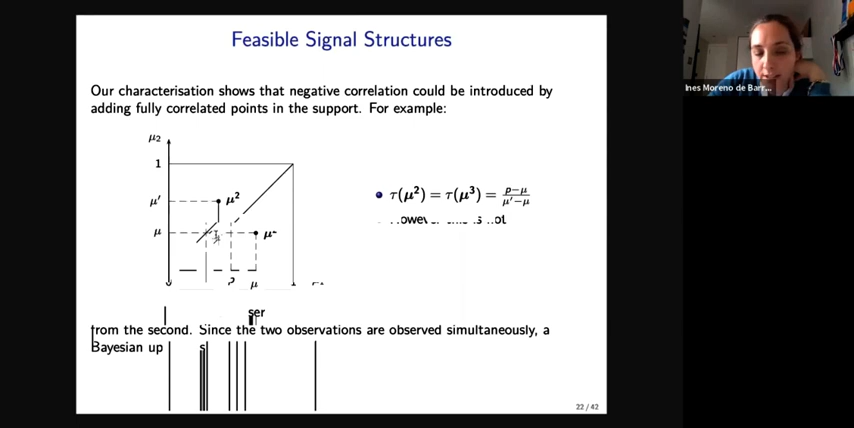 Feasible Signal Structures
Ines Moreno de Barr...
Our characterisation shows that negative correlation could be introduced by
adding fully correlated points in the support. For example:
μ₂
1
μ′
μ²
μ
τ(μ²) = τ(μ³) = (p−μ)/(μ′−μ)
μ
from the second. Since the two observations are observed simultaneously, a
Bayesian up
22 / 42